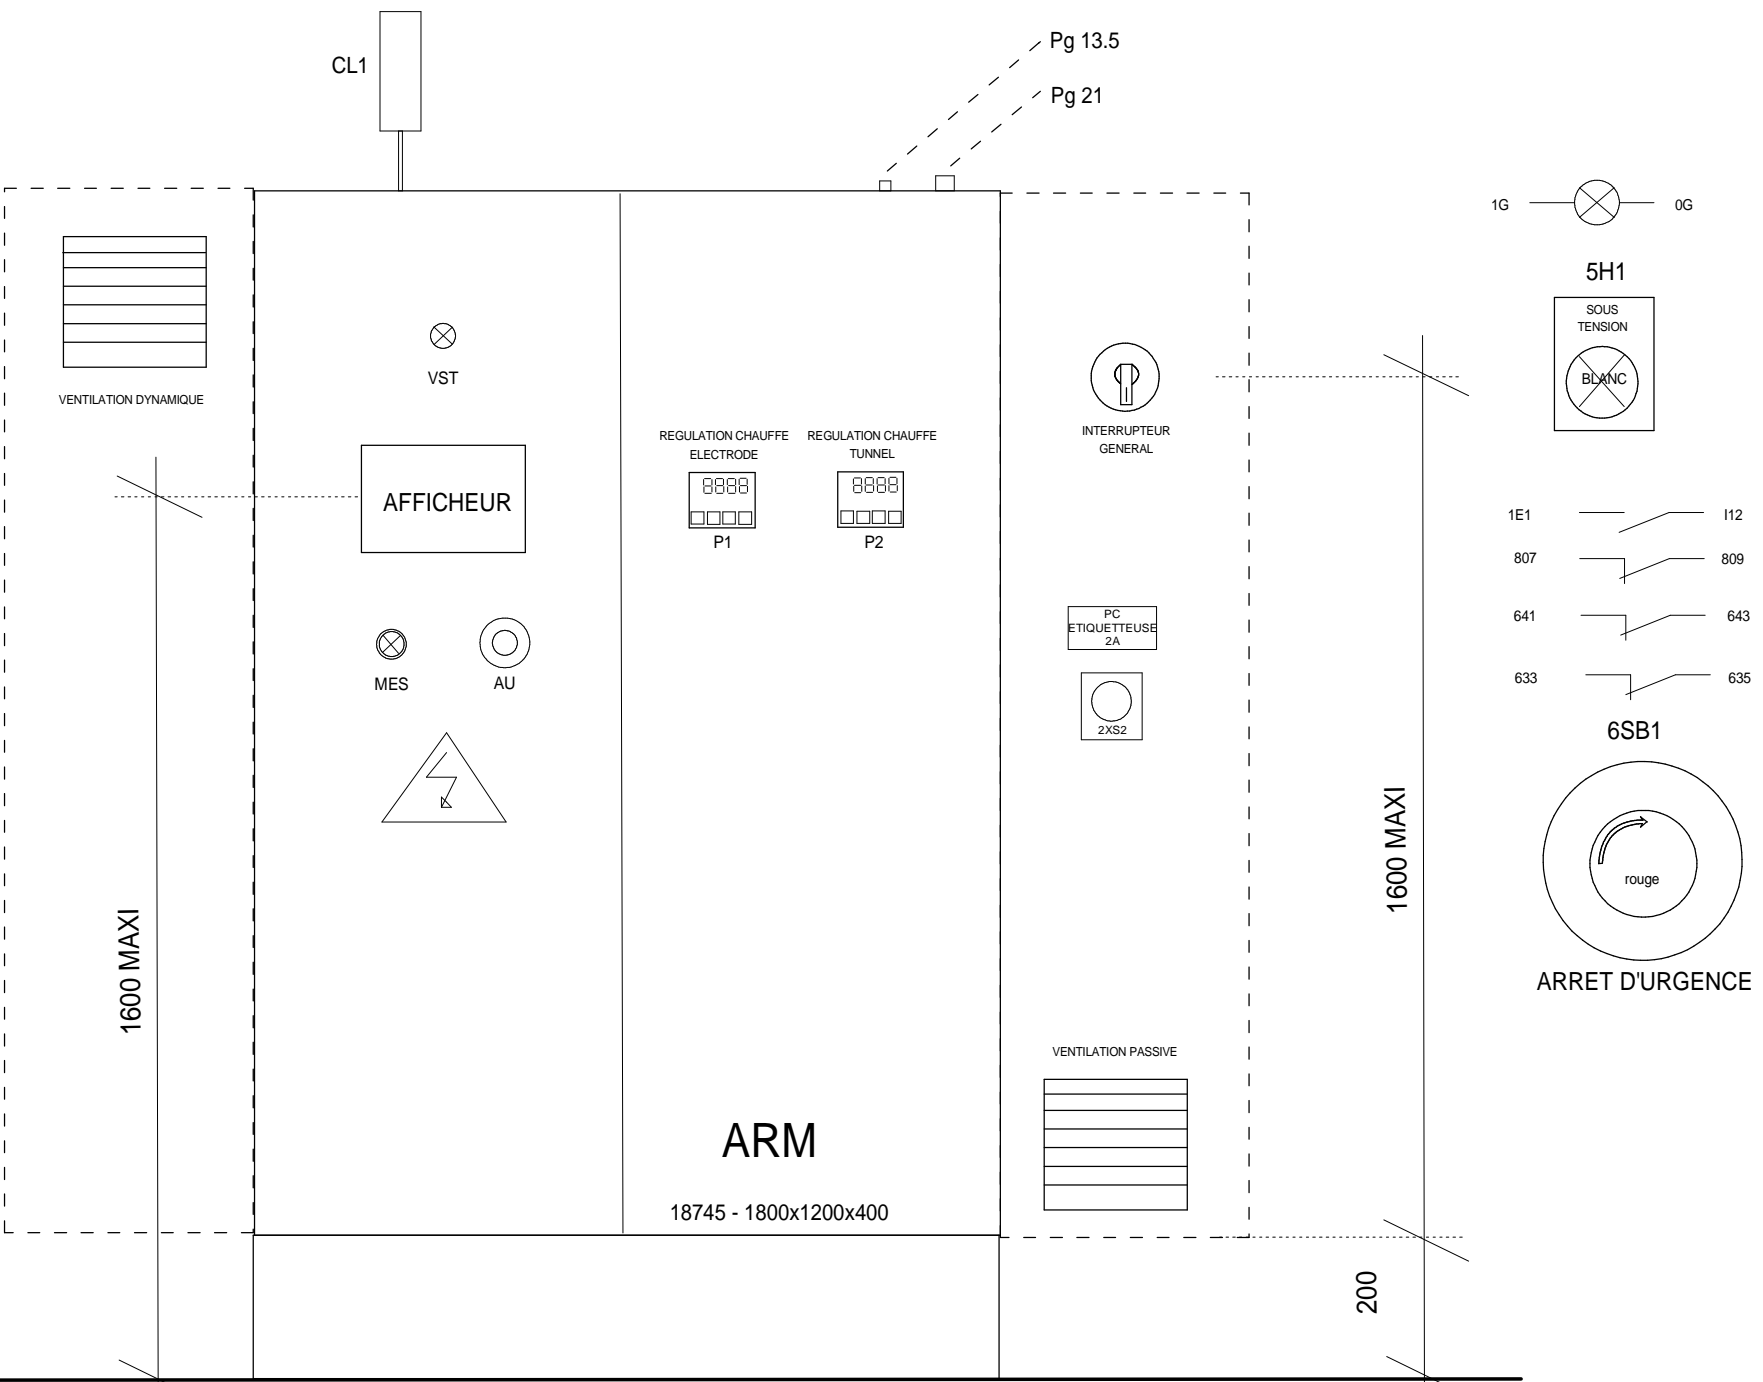 CL1
Pg 13.5
Pg 21
VENTILATION DYNAMIQUE
VST
AFFICHEUR
MES
AU
1600 MAXI
REGULATION CHAUFFE
ELECTRODE
8888
P1
REGULATION CHAUFFE
TUNNEL
8888
P2
ARM
18745 - 1800x1200x400
INTERRUPTEUR
GENERAL
PC
ETIQUETTEUSE
2A
2XS2
VENTILATION PASSIVE
1600 MAXI
200
1G
0G
5H1
SOUS
TENSION
BLANC
1E1
I12
807
809
641
643
633
635
6SB1
rouge
ARRET D'URGENCE